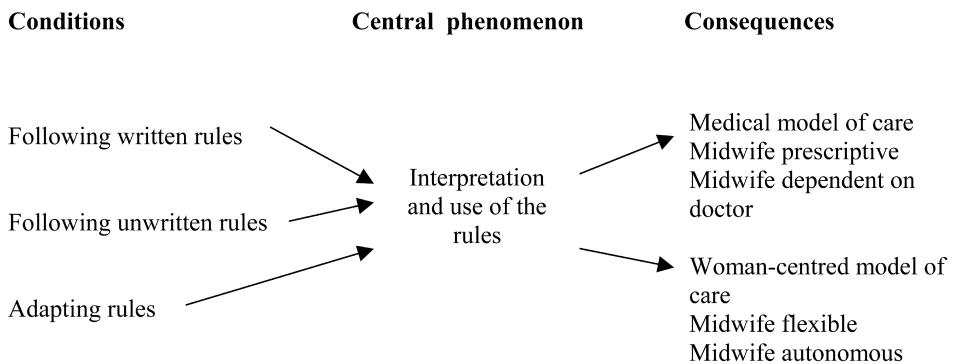 Conditions
Central phenomenon
Consequences
Following written rules
Following unwritten rules
Adapting rules
Interpretation
and use of the
rules
Medical model of care
Midwife prescriptive
Midwife dependent on
doctor
Woman-centred model of
care
Midwife flexible
Midwife autonomous